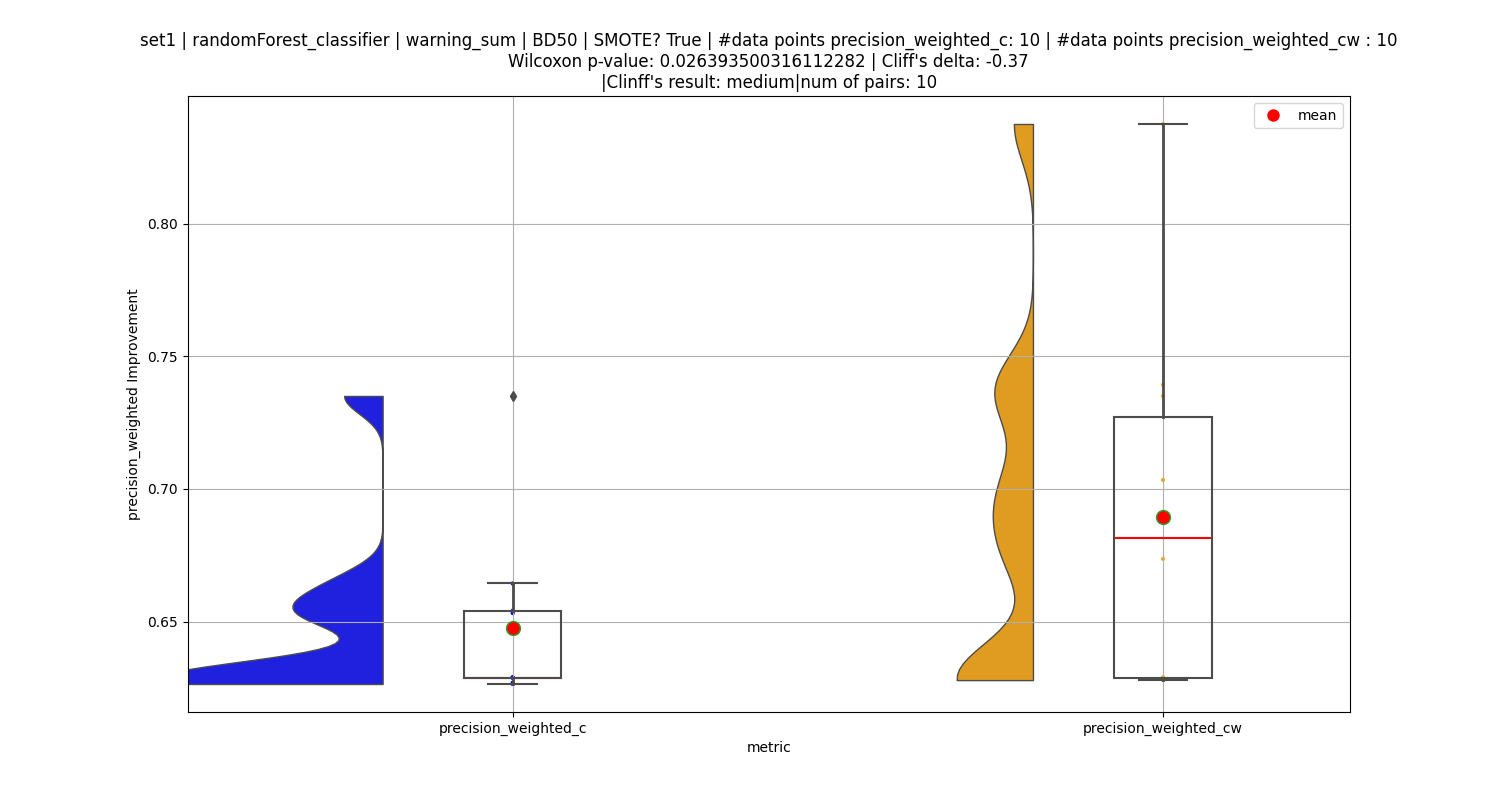 set1 | randomForest_classifier | warning_sum | BD50 | SMOTE? True | #data points precision_weighted_c: 10 | #data points precision_weighted_cw : 10
Wilcoxon p-value: 0.026393500316112282 | Cliff's delta: -0.37
|Clinff's result: medium|num of pairs: 10
mean
0.80
0.75
0.70
0.65
precision_weighted Improvement
precision_weighted_c
precision_weighted_cw
metric